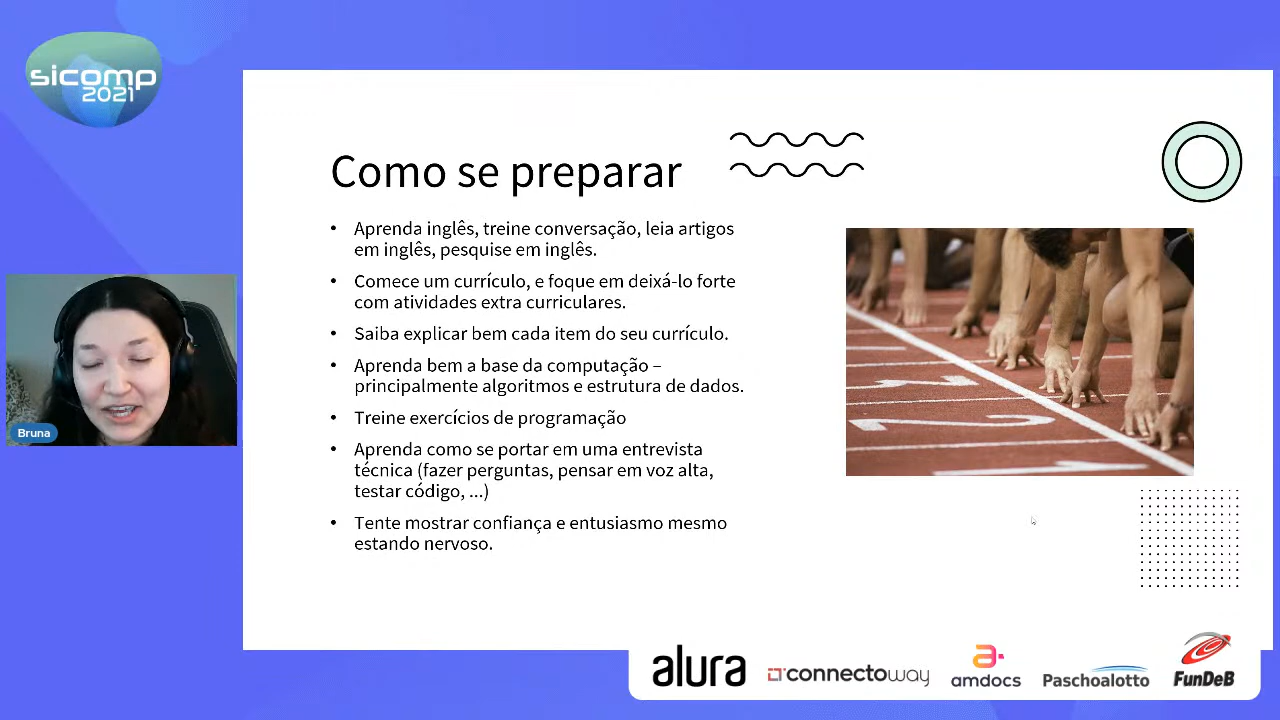 sicomp
2021
Como se preparar
• Aprenda inglês, treine conversação, leia artigos
em inglês, pesquise em inglês.
• Comece um currículo, e foque em deixá-lo forte
com atividades extra curriculares.
• Saiba explicar bem cada item do seu currículo.
• Aprenda bem a base da computação –
principalmente algoritmos e estrutura de dados.
• Treine exercícios de programação
• Aprenda como se portar em uma entrevista
técnica (fazer perguntas, pensar em voz alta,
testar código, ...)
• Tente mostrar confiança e entusiasmo mesmo
estando nervoso.
Bruna
2
alura
connectoway
amdocs
Paschoalotto
FunDeB